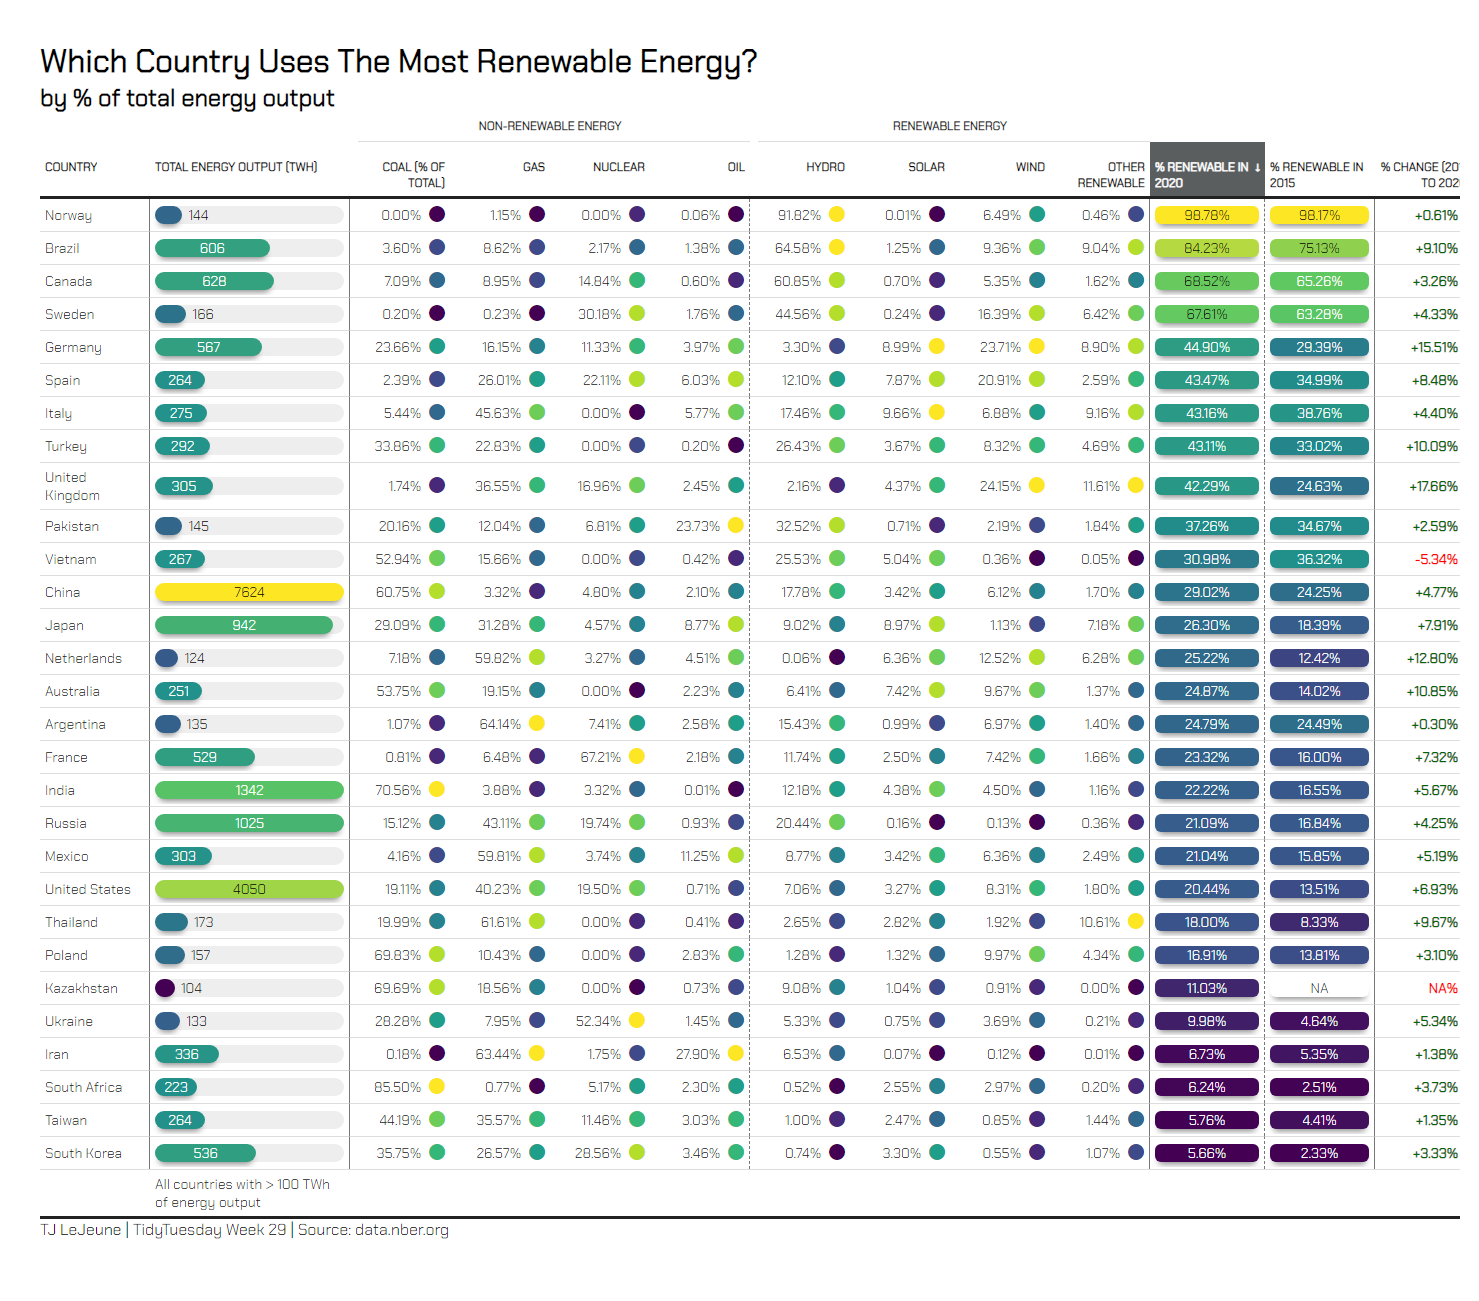 Which Country Uses The Most Renewable Energy?
by % of total energy output
NON-RENEWABLE ENERGY RENEWABLE ENERGY
COUNTRY TOTAL ENERGY OUTPUT (TWH) COAL (% OF TOTAL) GAS NUCLEAR OIL HYDRO SOLAR WIND OTHER RENEWABLE % RENEWABLE IN ↓ 2020 % RENEWABLE IN 2015 % CHANGE (20 TO 202
Norway 144 0.00% 1.15% 0.00% 0.06% 91.82% 0.01% 6.49% 0.46% 98.78% 98.17% +0.61%
Brazil 606 3.60% 8.62% 2.17% 1.38% 64.58% 1.25% 9.36% 9.04% 84.23% 75.13% +9.10%
Canada 628 7.09% 8.95% 14.84% 0.60% 60.85% 0.70% 5.35% 1.62% 68.52% 65.26% +3.26%
Sweden 166 0.20% 0.23% 30.18% 1.76% 44.56% 0.24% 16.39% 6.42% 67.61% 63.28% +4.33%
Germany 567 23.66% 16.15% 11.33% 3.97% 3.30% 8.99% 23.71% 8.90% 44.90% 29.39% +15.51%
Spain 264 2.39% 26.01% 22.11% 6.03% 12.10% 7.87% 20.91% 2.59% 43.47% 34.99% +8.48%
Italy 275 5.44% 45.63% 0.00% 5.77% 17.46% 9.66% 6.88% 9.16% 43.16% 38.76% +4.40%
Turkey 292 33.86% 22.83% 0.00% 0.20% 26.43% 3.67% 8.32% 4.69% 43.11% 33.02% +10.09%
United Kingdom 305 1.74% 36.55% 16.96% 2.45% 2.16% 4.37% 24.15% 11.61% 42.29% 24.63% +17.66%
Pakistan 145 20.16% 12.04% 6.81% 23.73% 32.52% 0.71% 2.19% 1.84% 37.26% 34.67% +2.59%
Vietnam 267 52.94% 15.66% 0.00% 0.42% 25.53% 5.04% 0.36% 0.05% 30.98% 36.32% -5.34%
China 7624 60.75% 3.32% 4.80% 2.10% 17.78% 3.42% 6.12% 1.70% 29.02% 24.25% +4.77%
Japan 942 29.09% 31.28% 4.57% 8.77% 9.02% 8.97% 1.13% 7.18% 26.30% 18.39% +7.91%
Netherlands 124 7.18% 59.82% 3.27% 4.51% 0.06% 6.36% 12.52% 6.28% 25.22% 12.42% +12.80%
Australia 251 53.75% 19.15% 0.00% 2.23% 6.41% 7.42% 9.67% 1.37% 24.87% 14.02% +10.85%
Argentina 135 1.07% 64.14% 7.41% 2.58% 15.43% 0.99% 6.97% 1.40% 24.79% 24.49% +0.30%
France 529 0.81% 6.48% 67.21% 2.18% 11.74% 2.50% 7.42% 1.66% 23.32% 16.00% +7.32%
India 1342 70.56% 3.88% 3.32% 0.01% 12.18% 4.38% 4.50% 1.16% 22.22% 16.55% +5.67%
Russia 1025 15.12% 43.11% 19.74% 0.93% 20.44% 0.16% 0.13% 0.36% 21.09% 16.84% +4.25%
Mexico 303 4.16% 59.81% 3.74% 11.25% 8.77% 3.42% 6.36% 2.49% 21.04% 15.85% +5.19%
United States 4050 19.11% 40.23% 19.50% 0.71% 7.06% 3.27% 8.31% 1.80% 20.44% 13.51% +6.93%
Thailand 173 19.99% 61.61% 0.00% 0.41% 2.65% 2.82% 1.92% 10.61% 18.00% 8.33% +9.67%
Poland 157 69.83% 10.43% 0.00% 2.83% 1.28% 1.32% 9.97% 4.34% 16.91% 13.81% +3.10%
Kazakhstan 104 69.69% 18.56% 0.00% 0.73% 9.08% 1.04% 0.91% 0.00% 11.03% NA NA%
Ukraine 133 28.28% 7.95% 52.34% 1.45% 5.33% 0.75% 3.69% 0.21% 9.98% 4.64% +5.34%
Iran 336 0.18% 63.44% 1.75% 27.90% 6.53% 0.07% 0.12% 0.01% 6.73% 5.35% +1.38%
South Africa 223 85.50% 0.77% 5.17% 2.30% 0.52% 2.55% 2.97% 0.20% 6.24% 2.51% +3.73%
Taiwan 264 44.19% 35.57% 11.46% 3.03% 1.00% 2.47% 0.85% 1.44% 5.76% 4.41% +1.35%
South Korea 536 35.75% 26.57% 28.56% 3.46% 0.74% 3.30% 0.55% 1.07% 5.66% 2.33% +3.33%
All countries with > 100 TWh
of energy output
TJ LeJeune | TidyTuesday Week 29 | Source: data.nber.org